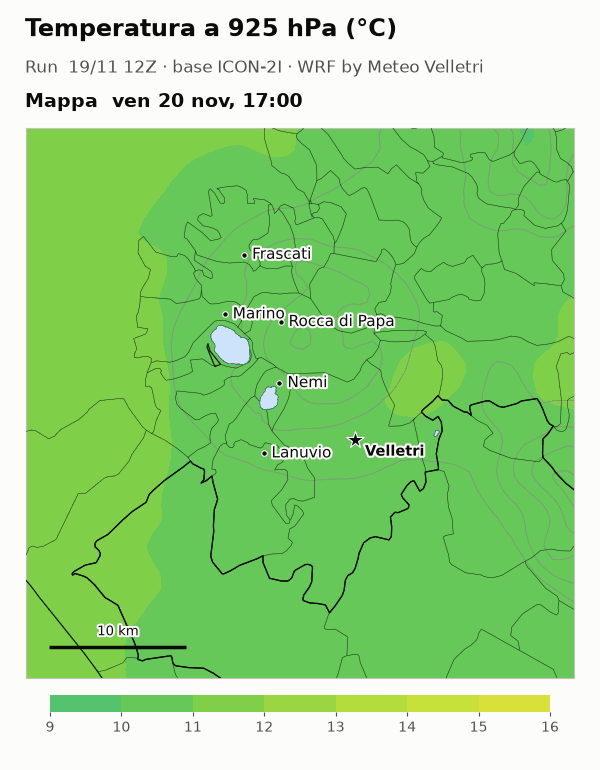 Temperatura a 925 hPa (°C)
Run  19/11 12Z · base ICON-2I · WRF by Meteo Velletri
Mappa  ven 20 nov, 17:00
Frascati
Marino
Rocca di Papa
Nemi
Velletri
Lanuvio
10 km
9 10 11 12 13 14 15 16